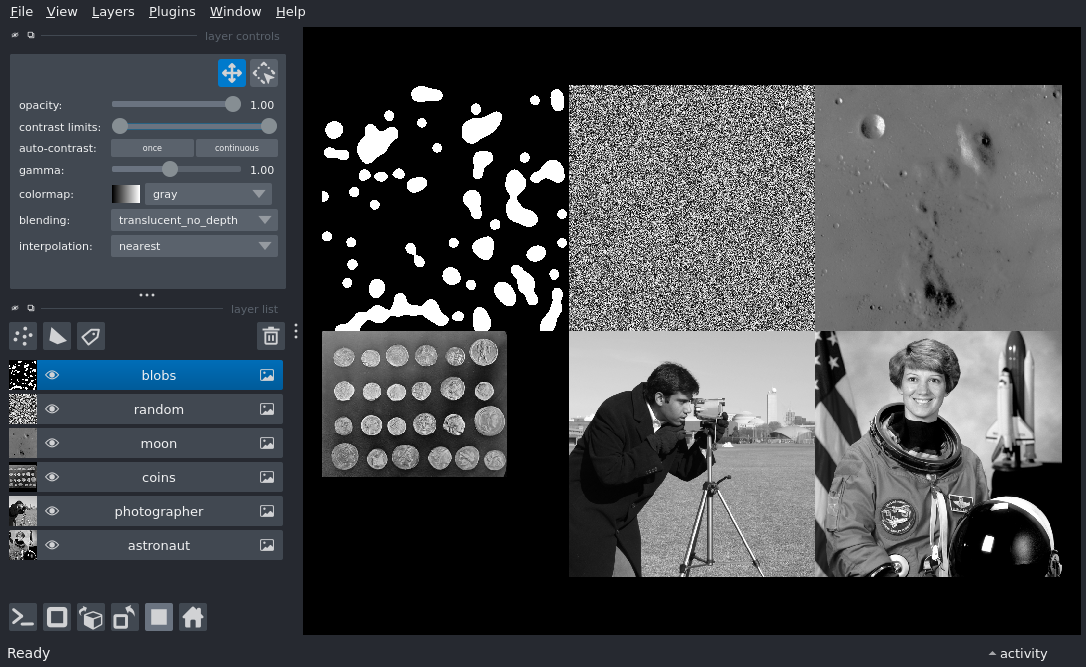 File View Layers Plugins Window Help
layer controls
opacity: 1.00
contrast limits:
auto-contrast: once continuous
gamma: 1.00
colormap: gray
blending: translucent_no_depth
interpolation: nearest
layer list
blobs
random
moon
coins
photographer
astronaut
Ready
activity